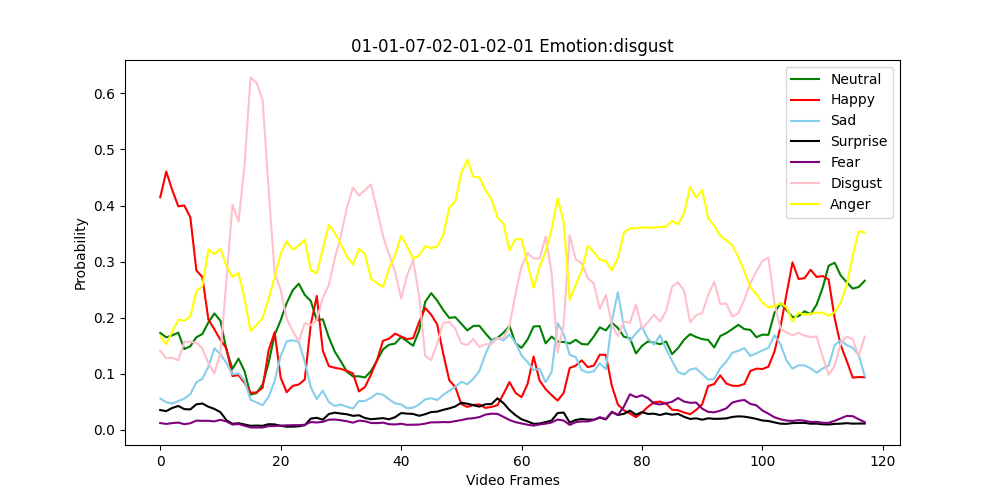 01-01-07-02-01-02-01 Emotion:disgust
Probability
0.6
0.5
0.4
0.3
0.2
0.1
0.0
Neutral
Happy
Sad
Surprise
Fear
Disgust
Anger
0
20
40
60
80
100
120
Video Frames